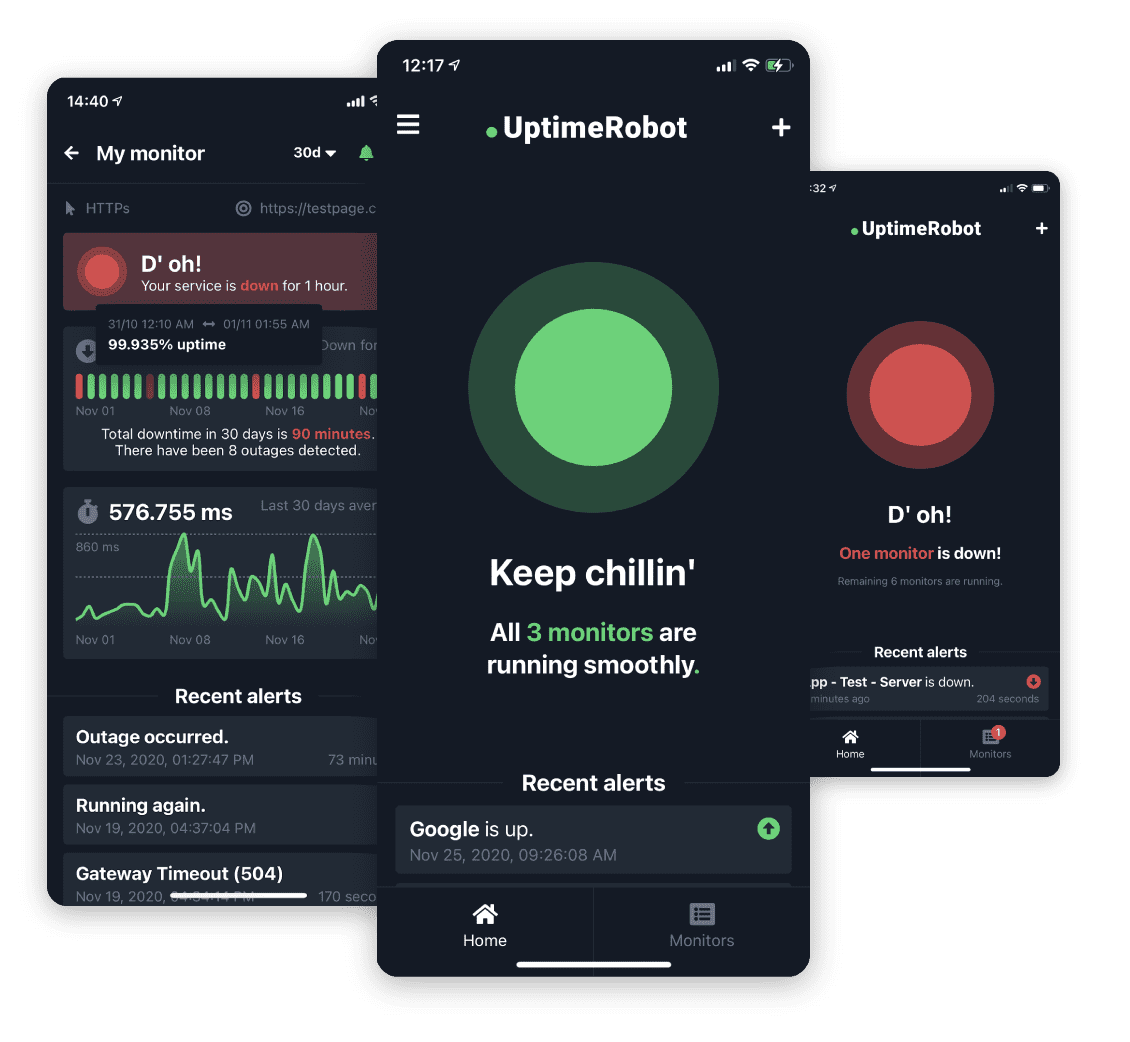 14:40
My monitor
30d
HTTPs
https://testpage.c
D' oh!
Your service is down for 1 hour.
31/10 12:10 AM ↔ 01/11 01:55 AM
99.935% uptime
Down for
Nov 01
Nov 08
Nov 16
Total downtime in 30 days is 90 minutes.
There have been 8 outages detected.
576.755 ms
Last 30 days aver
860 ms
Nov 01
Nov 08
Nov 16
Recent alerts
Outage occurred.
Nov 23, 2020, 01:27:47 PM
73 minu
Running again.
Nov 19, 2020, 04:37:04 PM
Gateway Timeout (504)
Nov 19, 2020, 04:34:14 PM
170 seco
12:17
UptimeRobot
Keep chillin'
All 3 monitors are
running smoothly.
Recent alerts
Google is up.
Nov 25, 2020, 09:26:08 AM
Home
Monitors
:32
UptimeRobot
D' oh!
One monitor is down!
Remaining 6 monitors are running.
Recent alerts
pp - Test - Server is down.
minutes ago
204 seconds
Home
1
Monitors